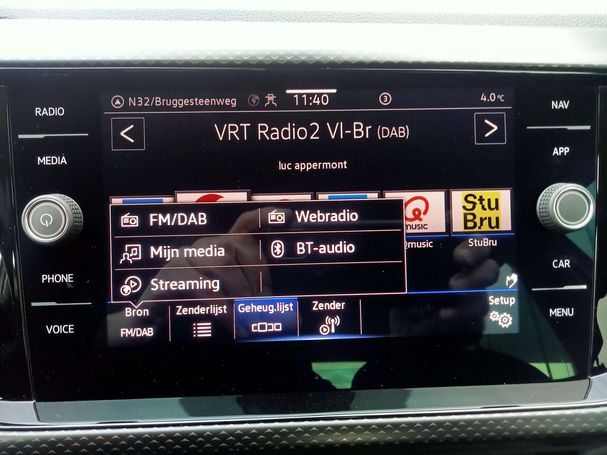 RADIO
MEDIA
PHONE
VOICE
NAV
APP
CAR
MENU
N32/Bruggesteenweg
11:40
3
4.0 °C
< VRT Radio2 Vl-Br (DAB) >
luc appermont
FM/DAB
Webradio
Mijn media
BT-audio
Streaming
music
Stu
Bru
music
StuBru
Bron
FM/DAB
Zenderlijst
Geheug.lijst
Zender
Setup